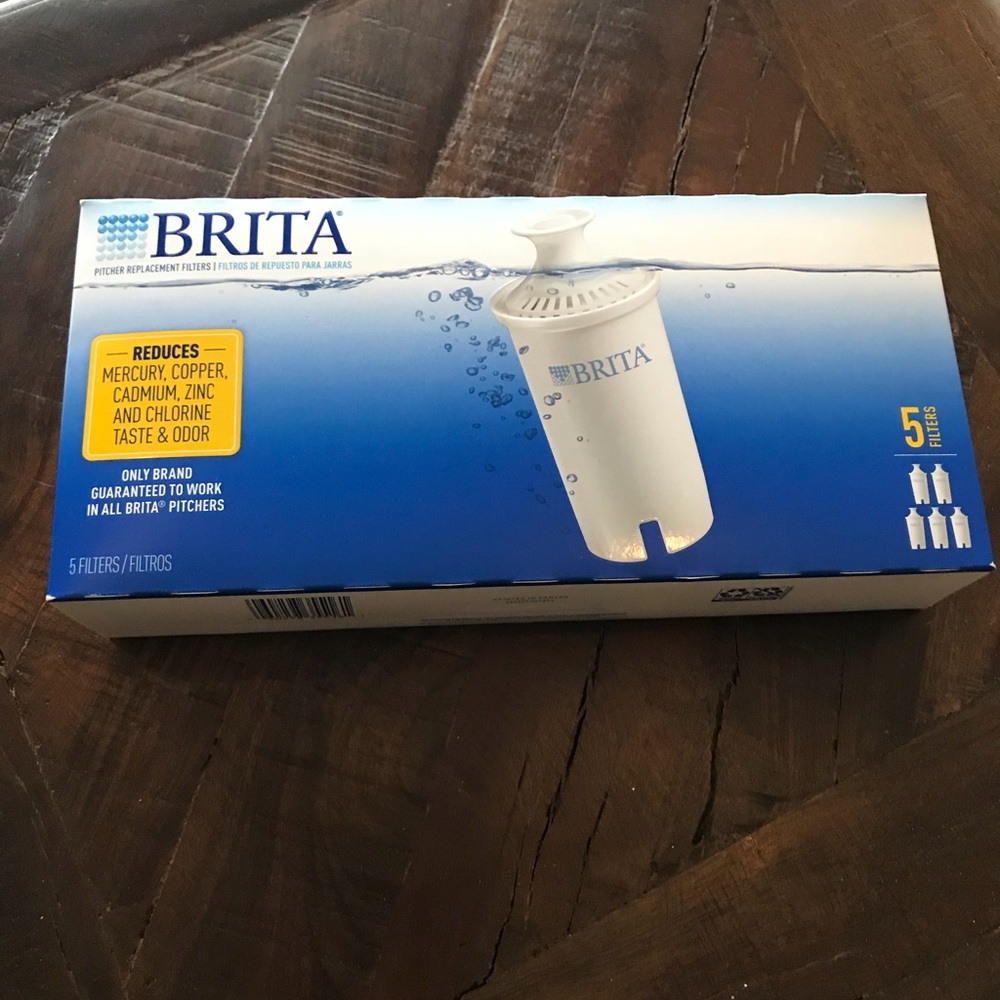 BRITA®
PITCHER REPLACEMENT FILTERS | FILTROS DE REPUESTO PARA JARRAS
REDUCES
MERCURY, COPPER,
CADMIUM, ZINC
AND CHLORINE
TASTE & ODOR
ONLY BRAND
GUARANTEED TO WORK
IN ALL BRITA® PITCHERS
5 FILTERS / FILTROS
BRITA®
5 FILTERS